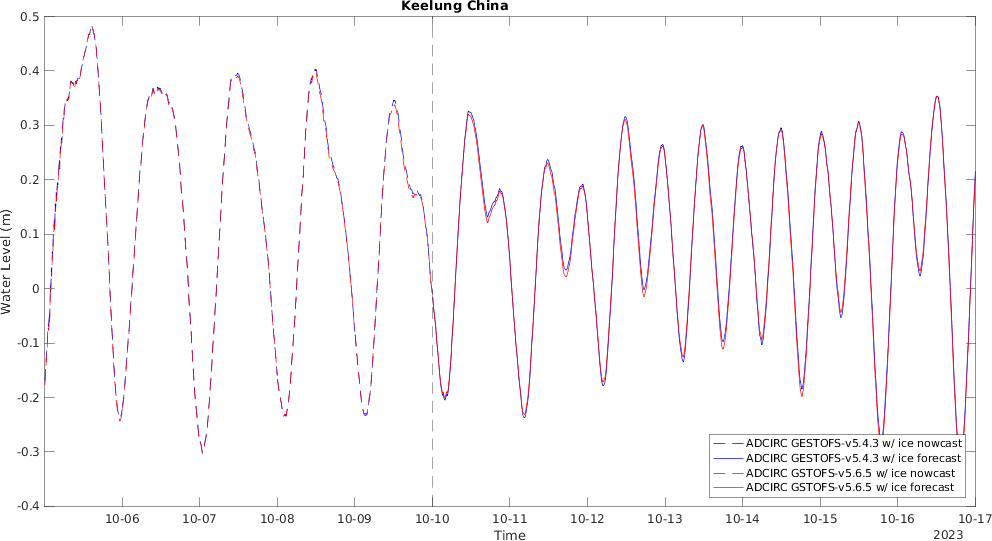 Keelung China
0.5
0.4
0.3
0.2
0.1
0
-0.1
-0.2
-0.3
-0.4
Water Level (m)
ADCIRC GESTOFS-v5.4.3 w/ ice nowcast
ADCIRC GESTOFS-v5.4.3 w/ ice forecast
ADCIRC GSTOFS-v5.6.5 w/ ice nowcast
ADCIRC GSTOFS-v5.6.5 w/ ice forecast
10-06 10-07 10-08 10-09 10-10 10-11 10-12 10-13 10-14 10-15 10-16 10-17
Time
2023